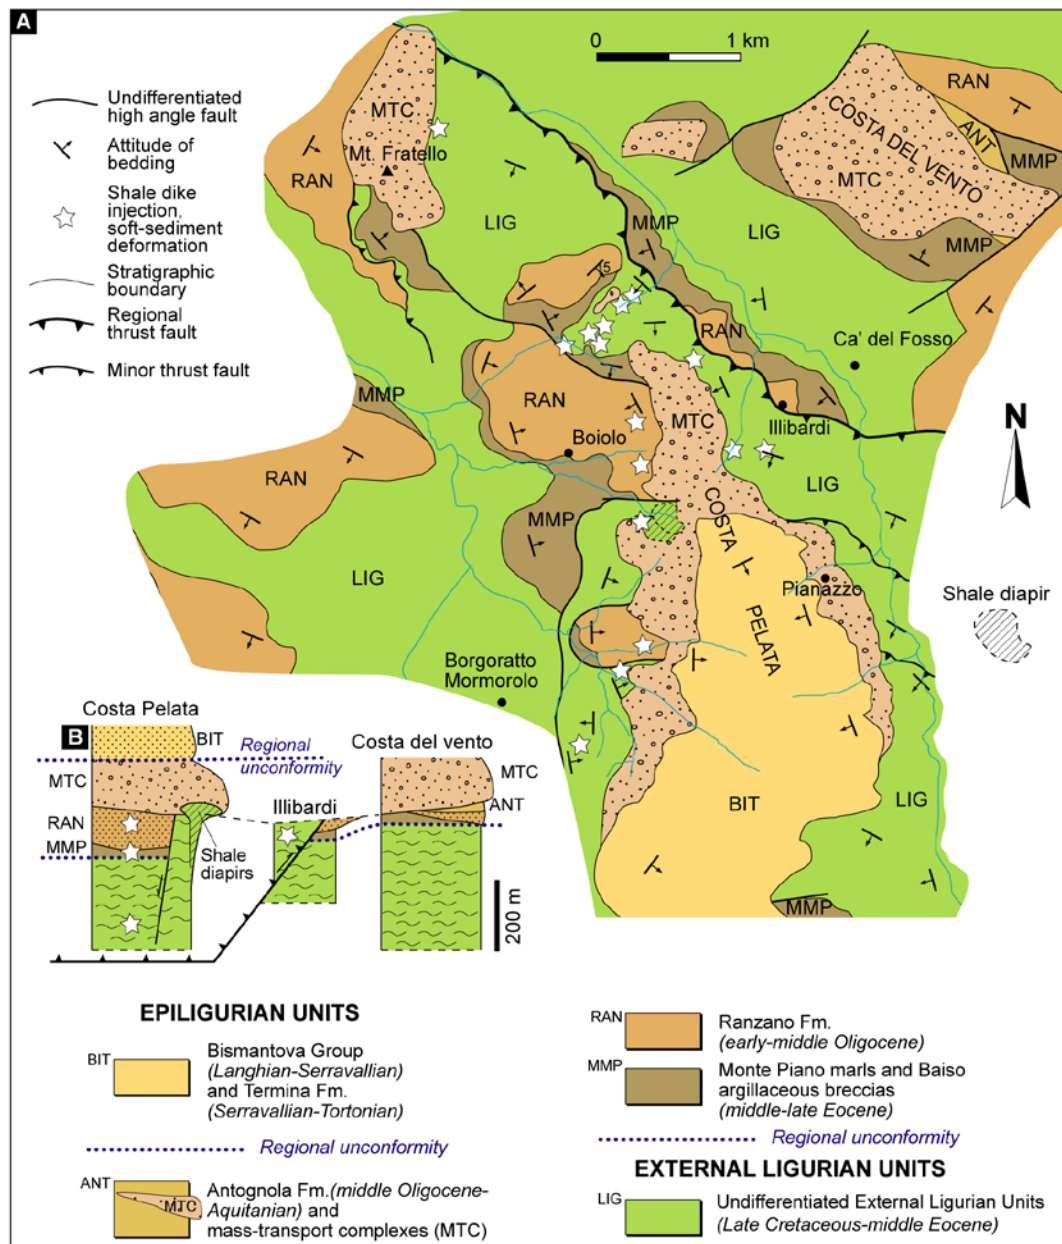 A
0 1 km
Undifferentiated
high angle fault
Attitude of
bedding
Shale dike
injection,
soft-sediment
deformation
Stratigraphic
boundary
Regional
thrust fault
Minor thrust fault
MTC
Mt. Fratello
RAN
LIG
MMP
RAN
ANT
MMP
COSTA DEL VENTO
MTC
MMP
LIG
RAN
Ca' del Fosso
N
MMP
RAN
RAN
Boiolo
MTC
Illibardi
LIG
MMP
COSTA
PELATA
Pianazzo
Shale diapir
LIG
Borgoratto
Mormorolo
BIT
LIG
MMP
B
Costa Pelata
BIT
Regional
unconformity
MTC
RAN
MMP
Shale
diapirs
Illibardi
Costa del vento
MTC
ANT
200 m
EPILIGURIAN UNITS
BIT
Bismantova Group
(Langhian-Serravallian)
and Termina Fm.
(Serravallian-Tortonian)
Regional unconformity
ANT
MTC
Antognola Fm.(middle Oligocene-
Aquitanian) and
mass-transport complexes (MTC)
RAN
Ranzano Fm.
(early-middle Oligocene)
MMP
Monte Piano marls and Baiso
argillaceous breccias
(middle-late Eocene)
Regional unconformity
EXTERNAL LIGURIAN UNITS
LIG
Undifferentiated External Ligurian Units
(Late Cretaceous-middle Eocene)